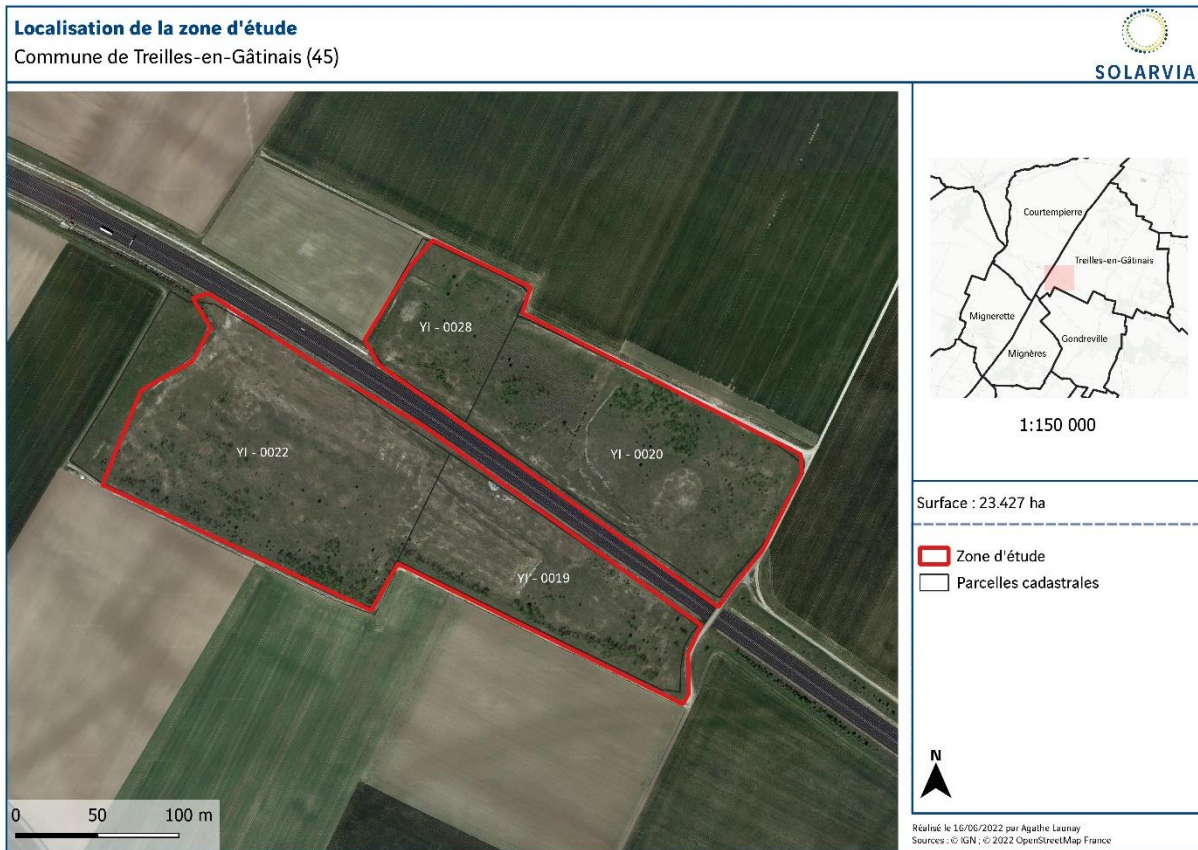 Localisation de la zone d'étude
Commune de Treilles-en-Gâtinais (45)
SOLARVIA
YI - 0028
YI - 0020
YI - 0022
YI - 0019
0 50 100 m
Courtempierre
Treilles-en-Gâtinais
Mignerette
Gondreville
Mignères
1:150 000
Surface : 23.427 ha
Zone d'étude
Parcelles cadastrales
N
Réalisé le 16/06/2022 par Agathe Launay
Sources : © IGN ; © 2022 OpenStreetMap France